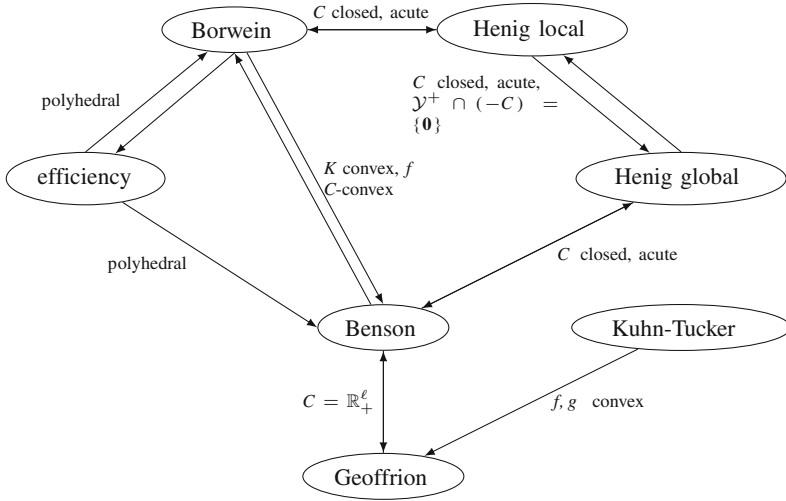 C closed, acute
Borwein
Henig local
C closed, acute,
𝒴⁺ ∩ (−C) =
{0}
polyhedral
K convex, f
C-convex
efficiency
Henig global
polyhedral
C closed, acute
Benson
Kuhn-Tucker
C = ℝ₊^ℓ
f, g convex
Geoffrion